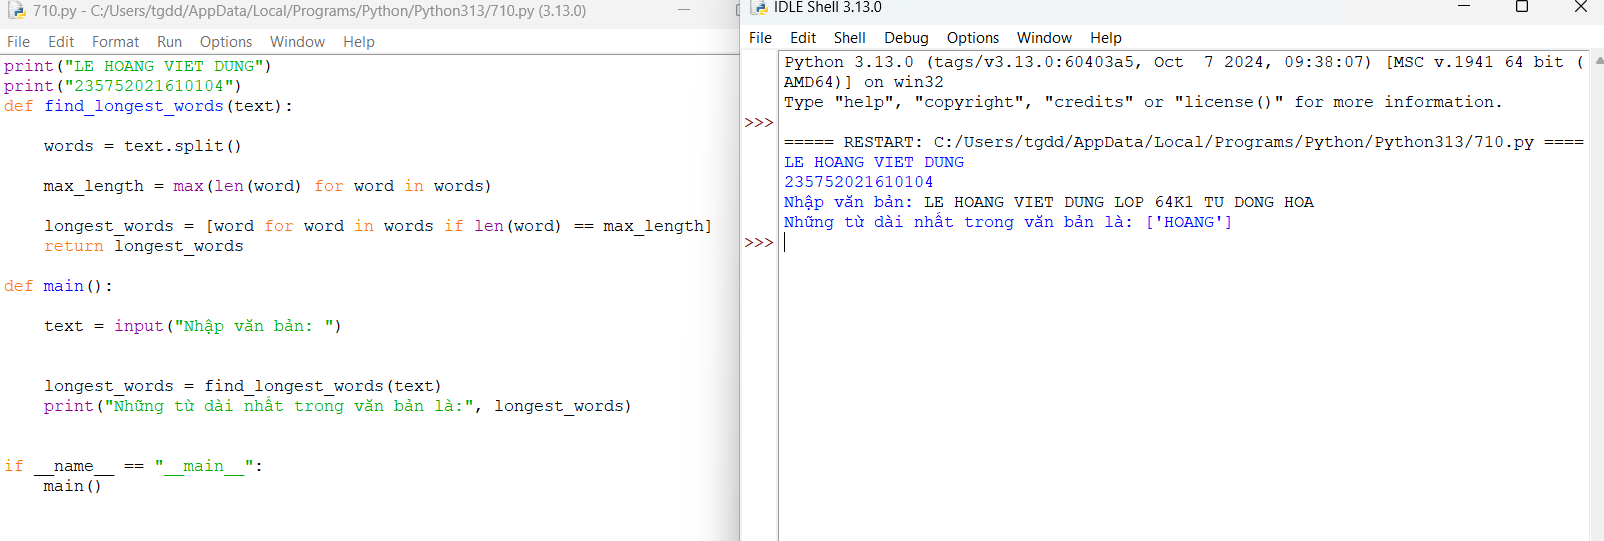 710.py - C:/Users/tgdd/AppData/Local/Programs/Python/Python313/710.py (3.13.0)
File Edit Format Run Options Window Help
print("LE HOANG VIET DUNG")
print("235752021610104")
def find_longest_words(text):
    words = text.split()
    max_length = max(len(word) for word in words)
    longest_words = [word for word in words if len(word) == max_length]
    return longest_words
def main():
    text = input("Nhập văn bản: ")
    longest_words = find_longest_words(text)
    print("Những từ dài nhất trong văn bản là:", longest_words)
if __name__ == "__main__":
    main()
IDLE Shell 3.13.0
File Edit Shell Debug Options Window Help
Python 3.13.0 (tags/v3.13.0:60403a5, Oct  7 2024, 09:38:07) [MSC v.1941 64 bit (
AMD64)] on win32
Type "help", "copyright", "credits" or "license()" for more information.
>>>
===== RESTART: C:/Users/tgdd/AppData/Local/Programs/Python/Python313/710.py ====
LE HOANG VIET DUNG
235752021610104
Nhập văn bản: LE HOANG VIET DUNG LOP 64K1 TU DONG HOA
Những từ dài nhất trong văn bản là: ['HOANG']
>>>